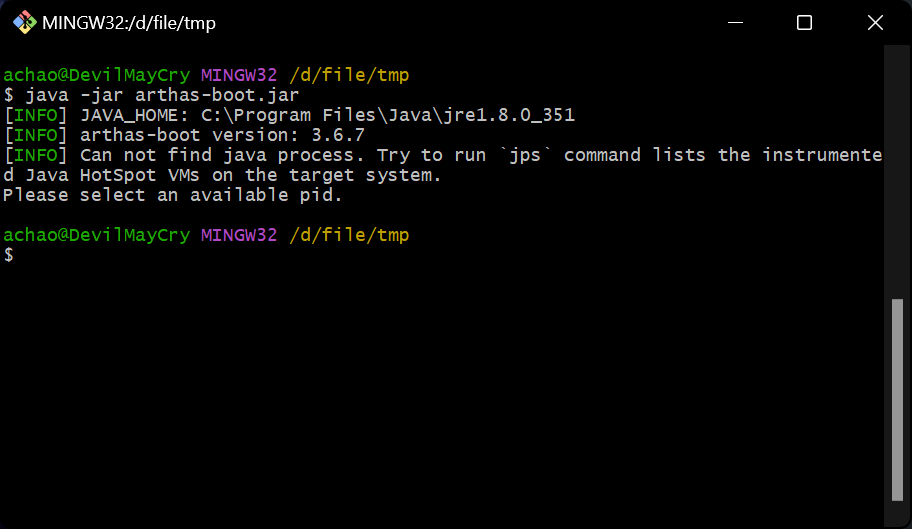 MINGW32:/d/file/tmp
achao@DevilMayCry MINGW32 /d/file/tmp
$ java -jar arthas-boot.jar
[INFO] JAVA_HOME: C:\Program Files\Java\jre1.8.0_351
[INFO] arthas-boot version: 3.6.7
[INFO] Can not find java process. Try to run `jps` command lists the instrumente
d Java HotSpot VMs on the target system.
Please select an available pid.
achao@DevilMayCry MINGW32 /d/file/tmp
$